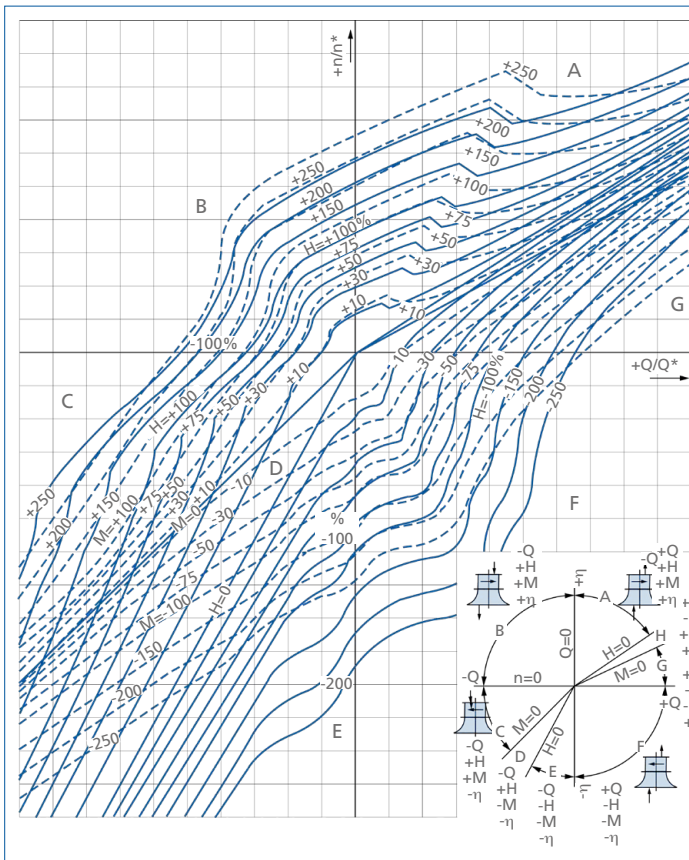 +n/n*
+250
A
+200
+250
+150
+200
+100
B
+150
H=+100%
+75
+75
+50
+50
+30
+30
+10
+10
G
-100%
+Q/Q*
10
-30
-50
-75
H=-100%
-150
200
250
C
H=+100
+75
+50
+30
+10
D
-10
+250
+200
+150
M=+100
+75
+50
+30
M=0
+10
-30
F
%
-100
-50
H=0
-75
M=-100
-150
-200
-250
-200
E
-Q
+H
+M
+η
+η
A
-Q
+H
+M
+η
+Q
B
Q=0
H=0
H
M=0
G
-Q
n=0
+Q
M=0
C
D
H=0
E
F
-η
-Q
+H
+M
-η
-Q
+H
-M
-η
-Q
-H
-M
-η
+Q
-H
-M
-η